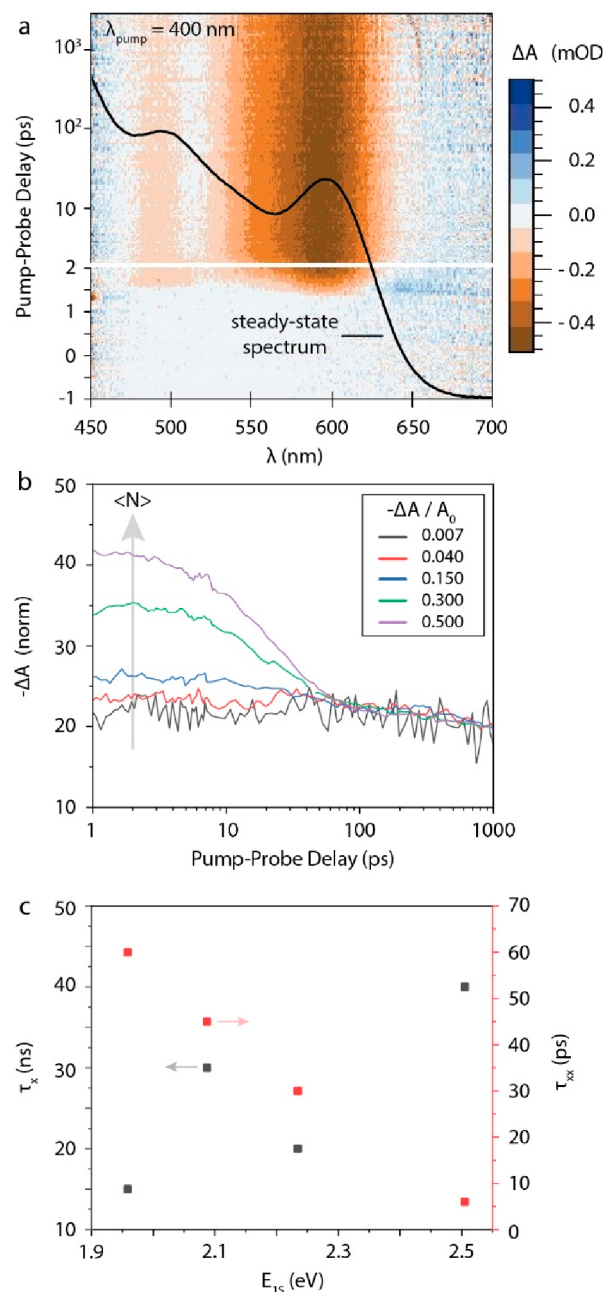 a
λpump = 400 nm
ΔA (mOD
10³
10²
10
2
1
0
-1
Pump-Probe Delay (ps)
0.4
0.2
0.0
- 0.2
- 0.4
steady-state
spectrum
450 500 550 600 650 700
λ (nm)
b
<N>
-ΔA / A₀
0.007
0.040
0.150
0.300
0.500
50
40
30
20
10
-ΔA (norm)
1 10 100 1000
Pump-Probe Delay (ps)
c
50
40
30
20
10
τx (ns)
70
60
50
40
30
20
10
0
τxx (ps)
1.9 2.1 2.3 2.5
E1S (eV)